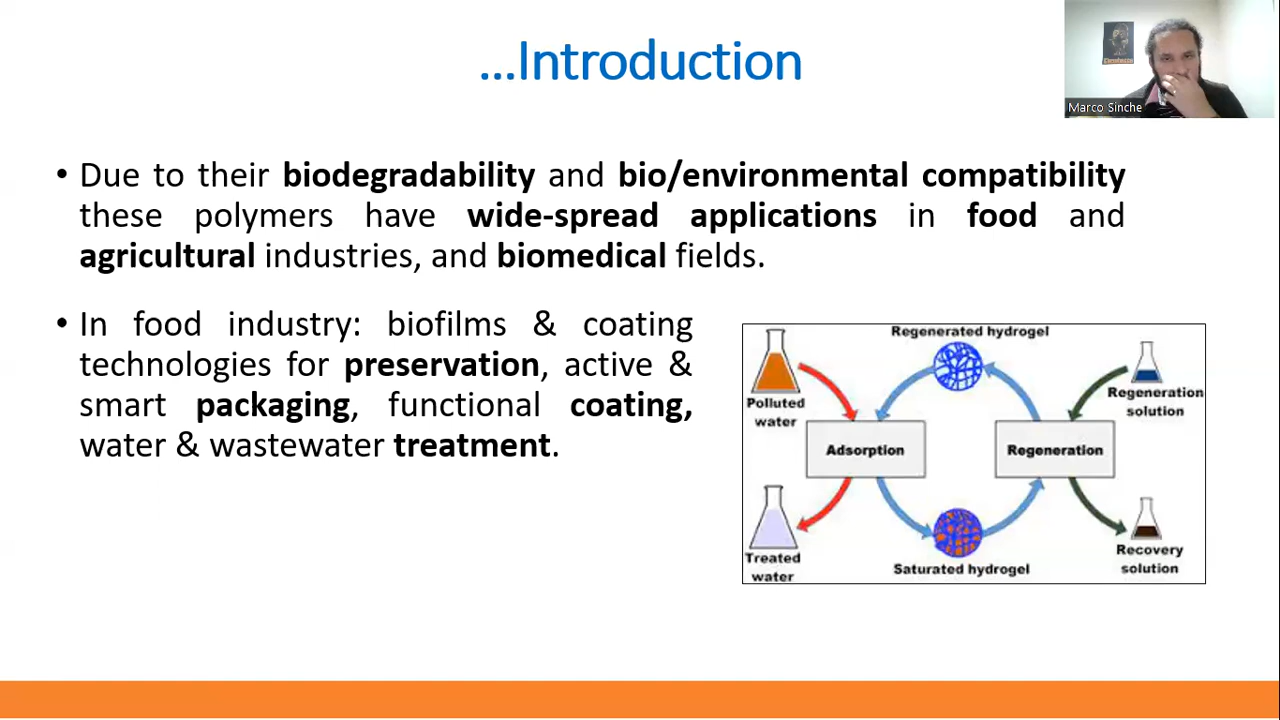 ...Introduction
Marco Sinche
• Due to their biodegradability and bio/environmental compatibility
these polymers have wide-spread applications in food and
agricultural industries, and biomedical fields.
• In food industry: biofilms & coating
technologies for preservation, active &
smart packaging, functional coating,
water & wastewater treatment.
Regenerated hydrogel
Polluted
water
Regeneration
solution
Adsorption
Regeneration
Treated
water
Saturated hydrogel
Recovery
solution